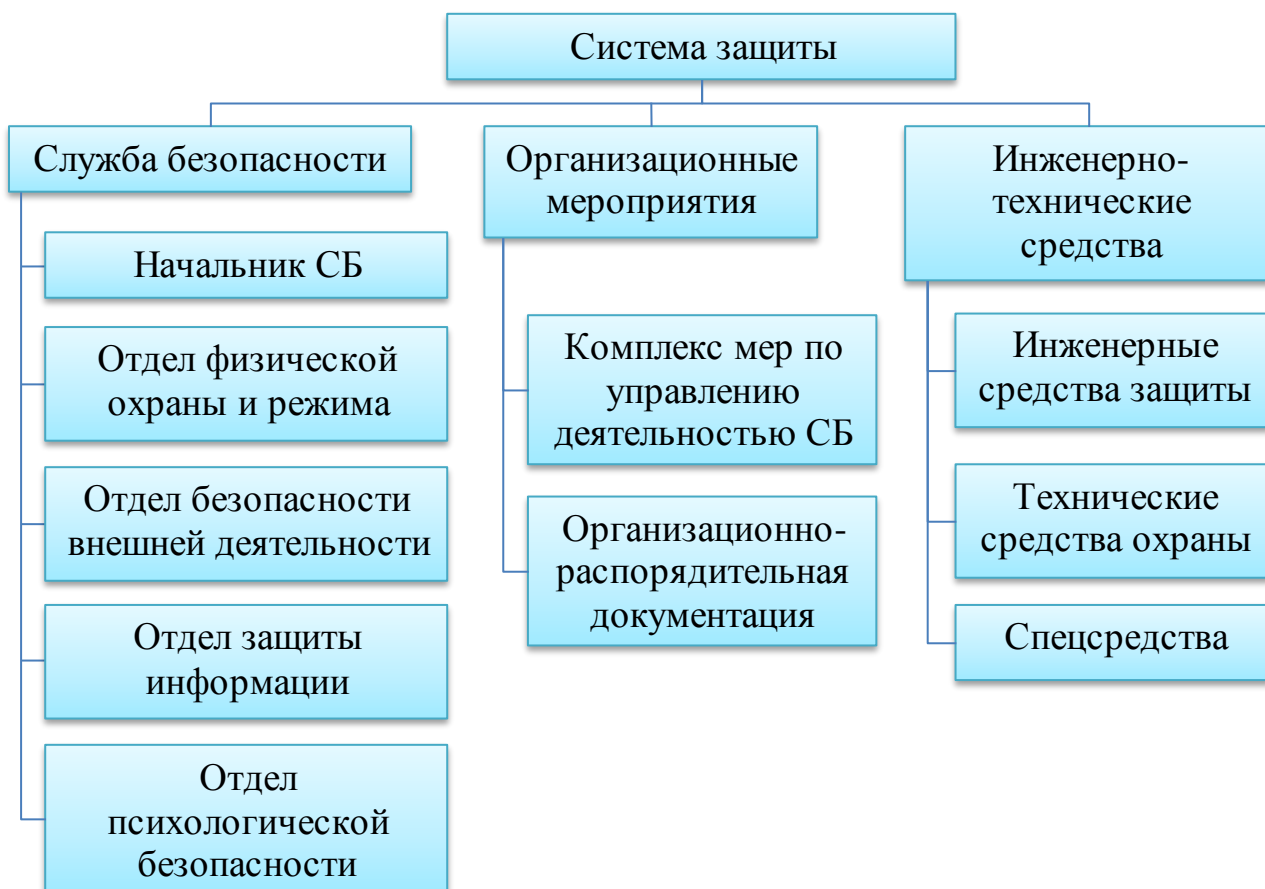 Система защиты
Служба безопасности
Начальник СБ
Отдел физической
охраны и режима
Отдел безопасности
внешней деятельности
Отдел защиты
информации
Отдел
психологической
безопасности
Организационные
мероприятия
Комплекс мер по
управлению
деятельностью СБ
Организационно-
распорядительная
документация
Инженерно-
технические
средства
Инженерные
средства защиты
Технические
средства охраны
Спецсредства